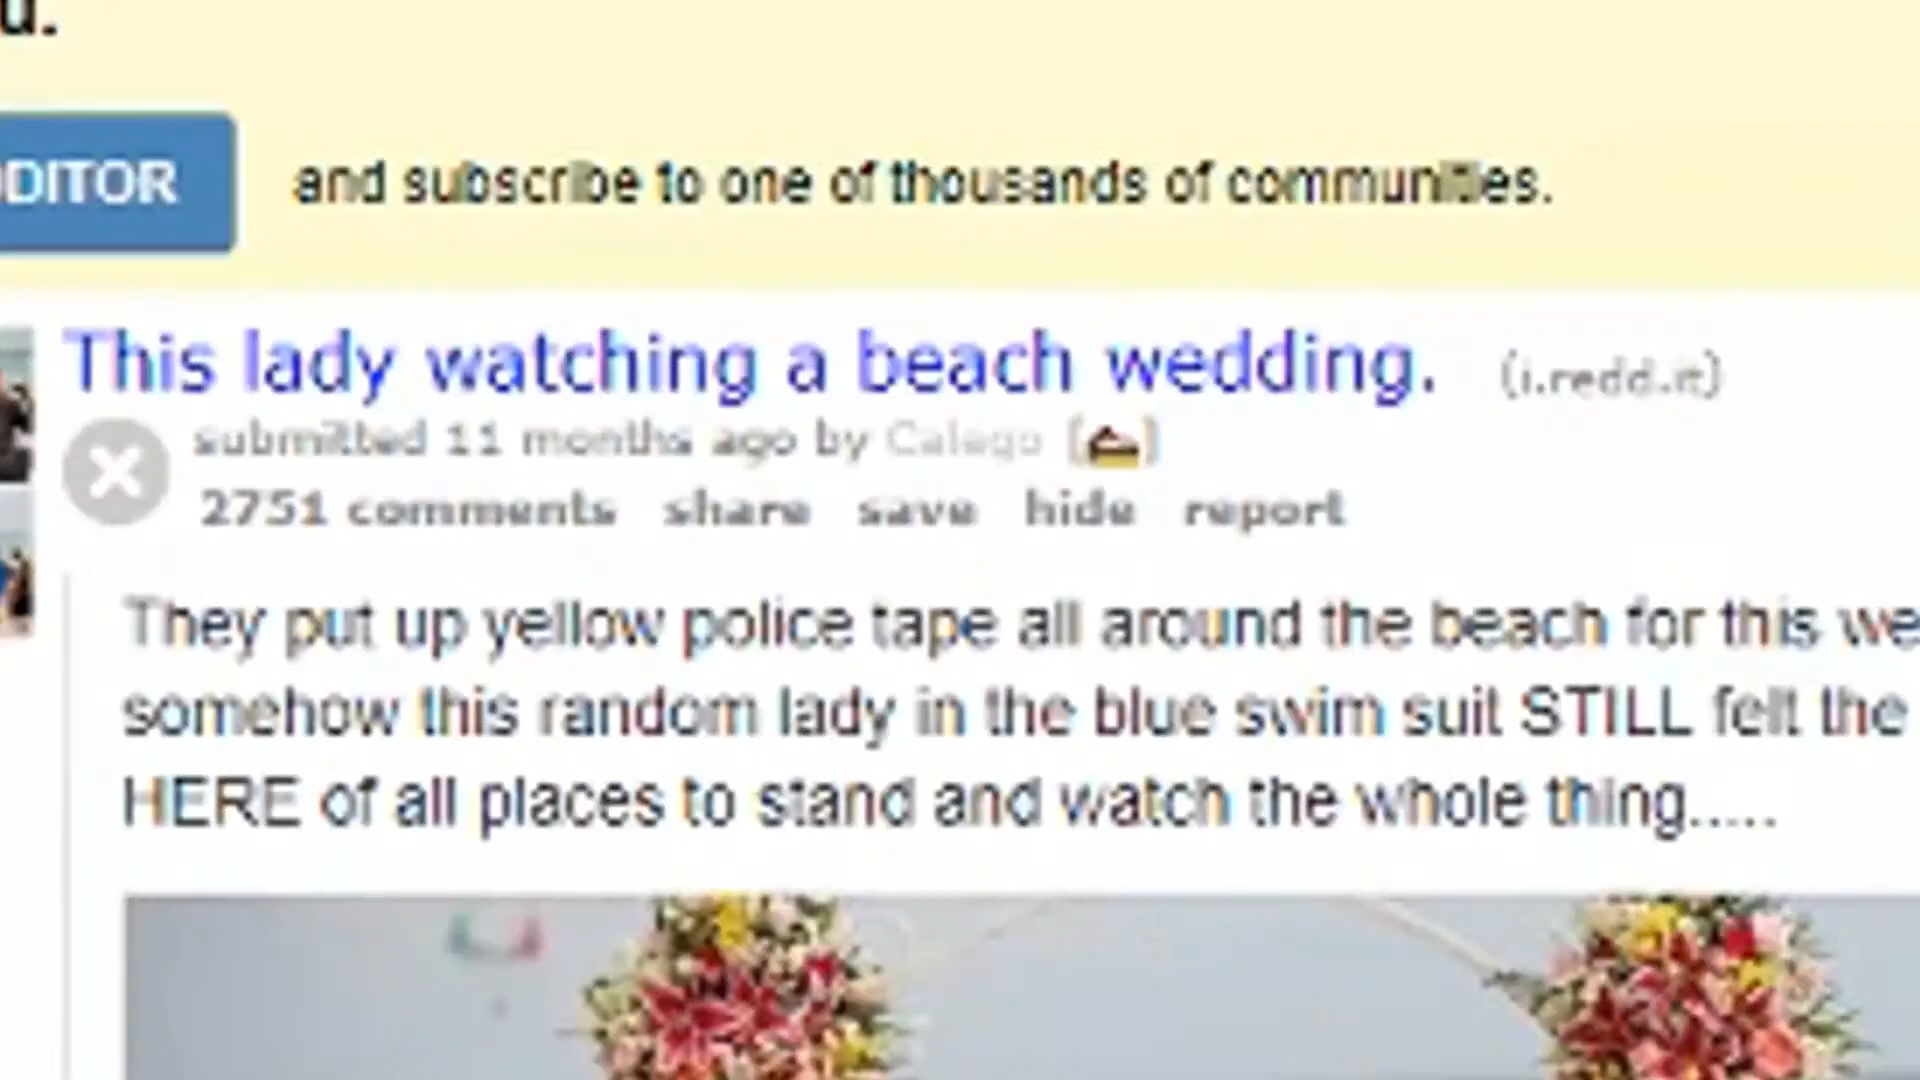 d.
DITOR and subscribe to one of thousands of communities.
This lady watching a beach wedding. (i.redd.it)
submitted 11 months ago by Calego
2751 comments share save hide report
They put up yellow police tape all around the beach for this we
somehow this random lady in the blue swim suit STILL felt the
HERE of all places to stand and watch the whole thing.....